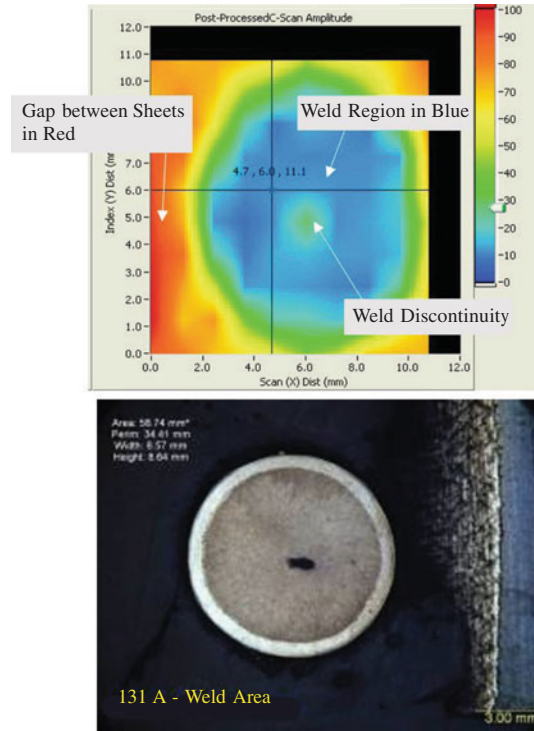 Post-ProcessedC-Scan Amplitude
12.0
11.0
10.0
7.0
6.0
5.0
4.0
3.0
2.0
1.0
0.0
Index (Y) Dist (mm
Gap between Sheets
in Red
Weld Region in Blue
4.7 , 6.0 , 11.1
Weld Discontinuity
0.0
2.0
4.0
6.0
8.0
10.0
12.0
Scan (X) Dist (mm)
100
90
80
70
60
50
40
30
20
10
0
Area: 58.74 mm²
Perim: 34.41 mm
Height: 8.64 mm
131 A - Weld Area
3.00 mm